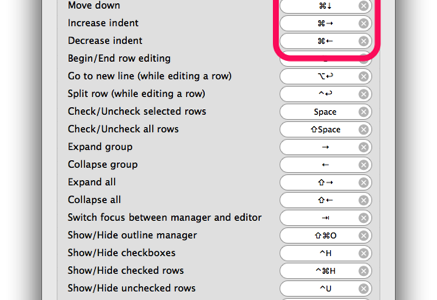 Move down ⌘↓
Increase indent ⌘→
Decrease indent ⌘←
Begin/End row editing
Go to new line (while editing a row) ⌥↩
Split row (while editing a row) ^↩
Check/Uncheck selected rows Space
Check/Uncheck all rows ⇧Space
Expand group →
Collapse group ←
Expand all ⇧→
Collapse all ⇧←
Switch focus between manager and editor ⇥
Show/Hide outline manager ⇧⌘O
Show/Hide checkboxes ^H
Show/Hide checked rows ^⌘H
Show/Hide unchecked rows ^U